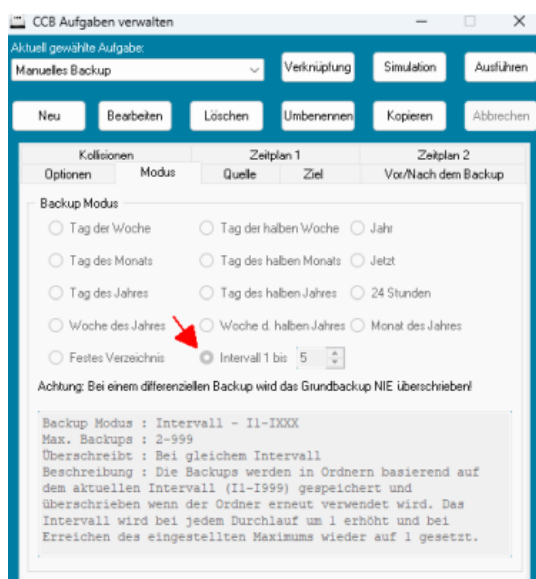 CCB Aufgaben verwalten
Aktuell gewählte Aufgabe:
Manuelles Backup
Verknüpfung
Simulation
Ausführen
Neu
Bearbeiten
Löschen
Umbenennen
Kopieren
Abbrechen
Kollisionen
Zeitplan 1
Zeitplan 2
Optionen
Modus
Quelle
Ziel
Vor/Nach dem Backup
Backup Modus
Tag der Woche
Tag der halben Woche
Jahr
Tag des Monats
Tag des halben Monats
Jetzt
Tag des Jahres
Tag des halben Jahres
24 Stunden
Woche des Jahres
Woche d. halben Jahres
Monat des Jahres
Festes Verzeichnis
Intervall 1 bis 5
Achtung: Bei einem differenziellen Backup wird das Grundbackup NIE überschrieben!
Backup Modus : Intervall - I1-IXXX
Max. Backups : 2-999
Überschreibt : Bei gleichem Intervall
Beschreibung : Die Backups werden in Ordnern basierend auf
dem aktuellen Intervall (I1-I999) gespeichert und
überschrieben wenn der Ordner erneut verwendet wird. Das
Intervall wird bei jedem Durchlauf um 1 erhöht und bei
Erreichen des eingestellten Maximums wieder auf 1 gesetzt.